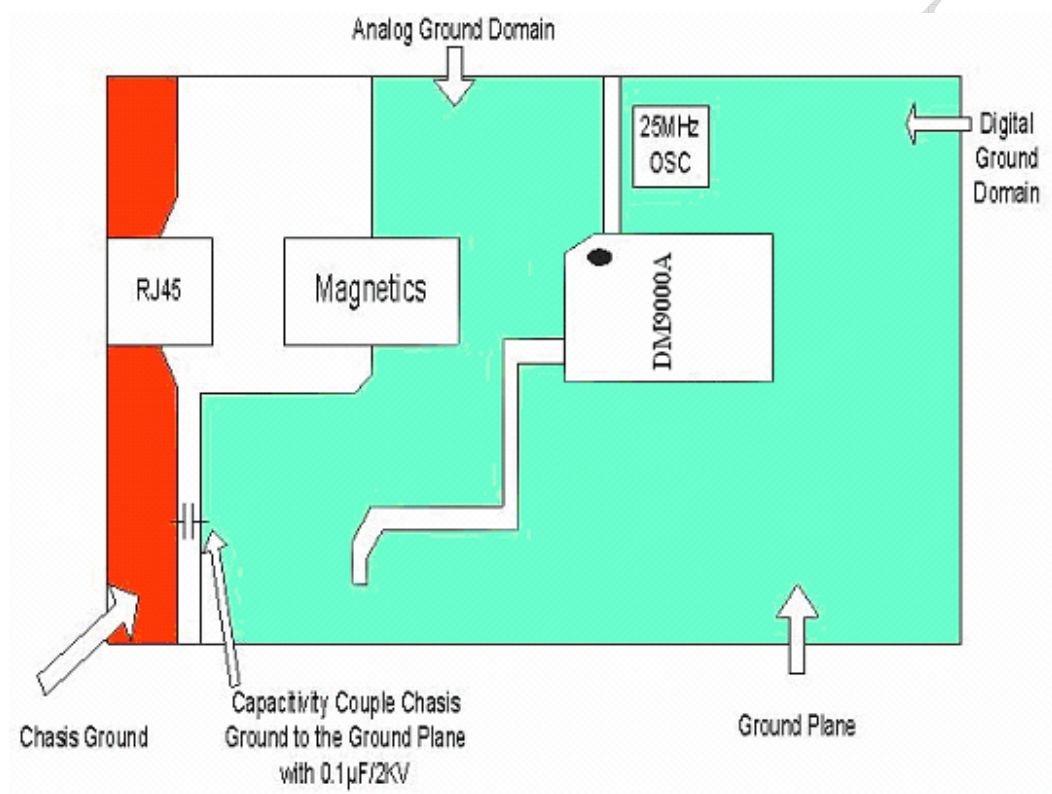 Analog Ground Domain
25MHz
OSC
Digital
Ground
Domain
RJ45
Magnetics
DM9000A
Chasis Ground
Capacitivity Couple Chasis
Ground to the Ground Plane
with 0.1µF/2KV
Ground Plane